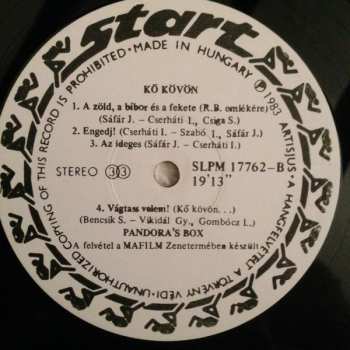 start
UNAUTHORIZED COPYING OF THIS RECORD IS PROHIBITED · MADE IN HUNGARY
Ⓟ 1983 ARTISJUS · A HANGFELVÉTELT A TÖRVÉNY VÉDI ·
KŐ KÖVÖN
1. A zöld, a bíbor és a fekete (R.B. emlékére)
(Sáfár J. – Cserháti I., Csiga S.)
2. Engedj! (Cserháti I. – Szabó I., Sáfár J.)
3. Az ideges (Sáfár J. – Cserháti I.)
STEREO 33
SLPM 17762–B
19'13"
4. Vágtass velem! (Kő kövön. . .)
(Bencsik S. – Vikidál Gy., Gombócz L.)
PANDORA'S BOX
A felvétel a MAFILM Zenetermében készült